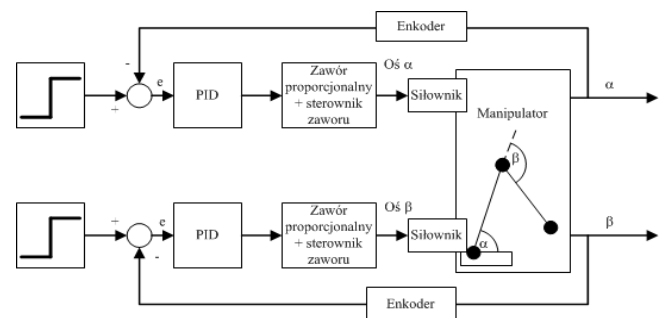 Enkoder
-
e
Zawór
proporcjonalny
+ sterownik
zaworu
Oś α
PID
Siłownik
α
+
Manipulator
β
+
e
-
PID
Zawór
proporcjonalny
+ sterownik
zaworu
Oś β
Siłownik
α
β
Enkoder